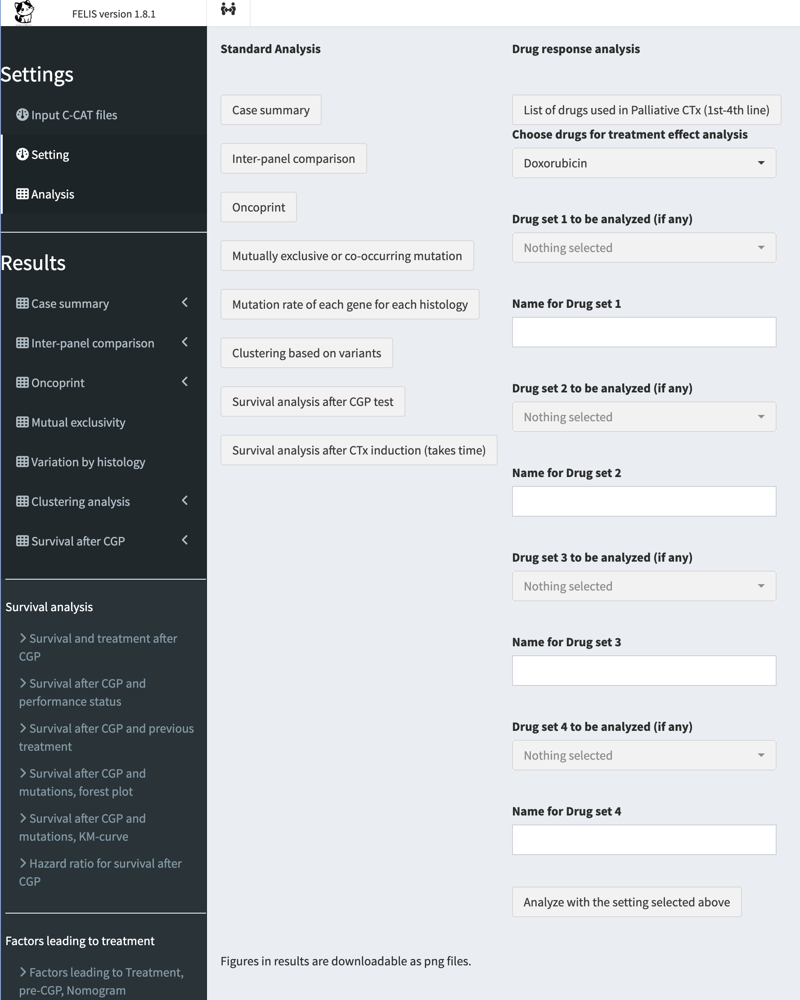 FELIS version 1.8.1
Settings
Input C-CAT files
Setting
Analysis
Results
Case summary
Inter-panel comparison
Oncoprint
Mutual exclusivity
Variation by histology
Clustering analysis
Survival after CGP
Survival analysis
Survival and treatment after
CGP
Survival after CGP and
performance status
Survival after CGP and previous
treatment
Survival after CGP and
mutations, forest plot
Survival after CGP and
mutations, KM-curve
Hazard ratio for survival after
CGP
Factors leading to treatment
Factors leading to Treatment,
pre-CGP, Nomogram
Standard Analysis
Case summary
Inter-panel comparison
Oncoprint
Mutually exclusive or co-occurring mutation
Mutation rate of each gene for each histology
Clustering based on variants
Survival analysis after CGP test
Survival analysis after CTx induction (takes time)
Drug response analysis
List of drugs used in Palliative CTx (1st-4th line)
Choose drugs for treatment effect analysis
Doxorubicin
Drug set 1 to be analyzed (if any)
Nothing selected
Name for Drug set 1
Drug set 2 to be analyzed (if any)
Nothing selected
Name for Drug set 2
Drug set 3 to be analyzed (if any)
Nothing selected
Name for Drug set 3
Drug set 4 to be analyzed (if any)
Nothing selected
Name for Drug set 4
Analyze with the setting selected above
Figures in results are downloadable as png files.